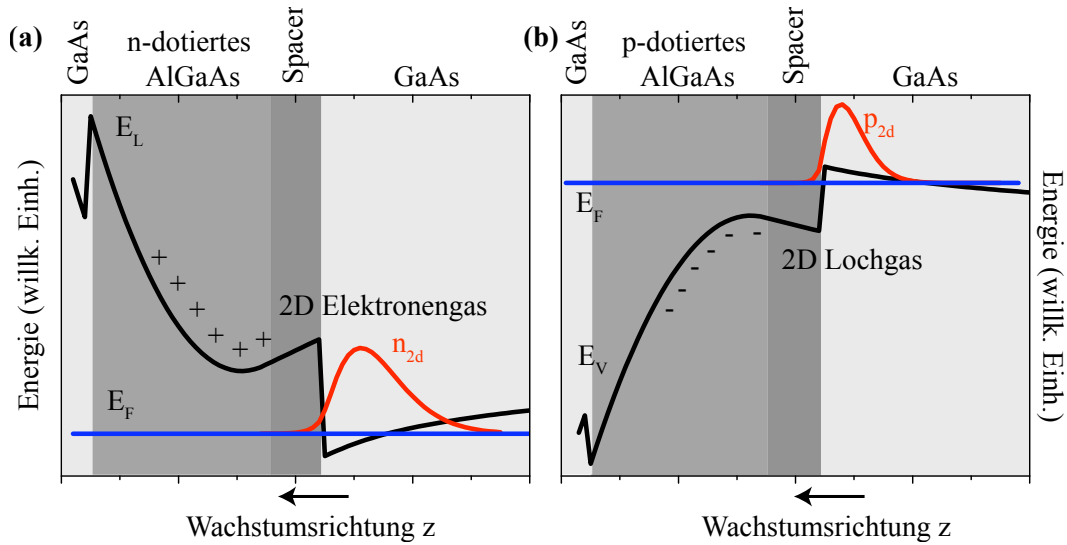 (a)
GaAs
n-dotiertes
AlGaAs
Spacer
GaAs
E_L
+ + + + + +
2D Elektronengas
n_2d
E_F
Energie (willk. Einh.)
Wachstumsrichtung z
(b)
GaAs
p-dotiertes
AlGaAs
Spacer
GaAs
p_2d
E_F
- - - - - -
2D Lochgas
E_V
Energie (willk. Einh.)
Wachstumsrichtung z